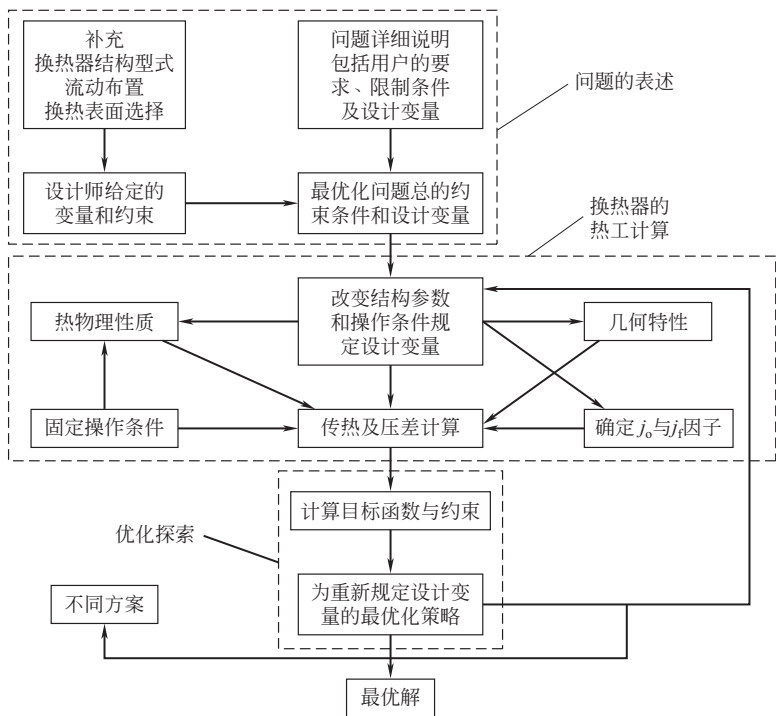 补充
换热器结构型式
流动布置
换热表面选择
问题详细说明
包括用户的要
求、限制条件
及设计变量
问题的表述
设计师给定的
变量和约束
最优化问题总的约
束条件和设计变量
换热器的
热工计算
改变结构参数
和操作条件规
定设计变量
热物理性质
几何特性
固定操作条件
传热及压差计算
确定jo与jf因子
计算目标函数与约束
优化探索
为重新规定设计变
量的最优化策略
不同方案
最优解